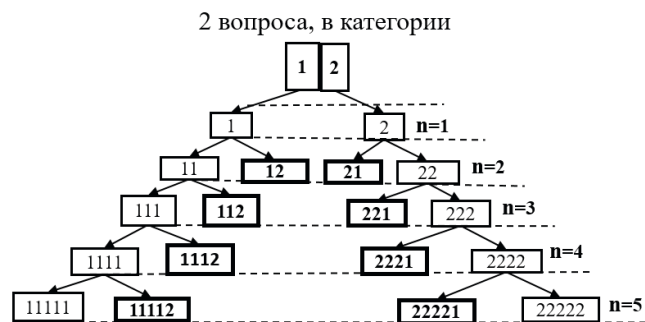 2 вопроса, в категории
1 2
1 2 n=1
11 12 21 22 n=2
111 112 221 222 n=3
1111 1112 2221 2222 n=4
11111 11112 22221 22222 n=5